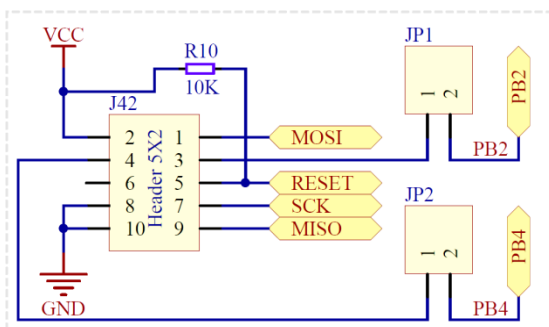 VCC
R10
10K
J42
Header 5X2
2 1
4 3
6 5
8 7
10 9
MOSI
RESET
SCK
MISO
GND
JP1
1 2
PB2
PB2
JP2
1 2
PB4
PB4